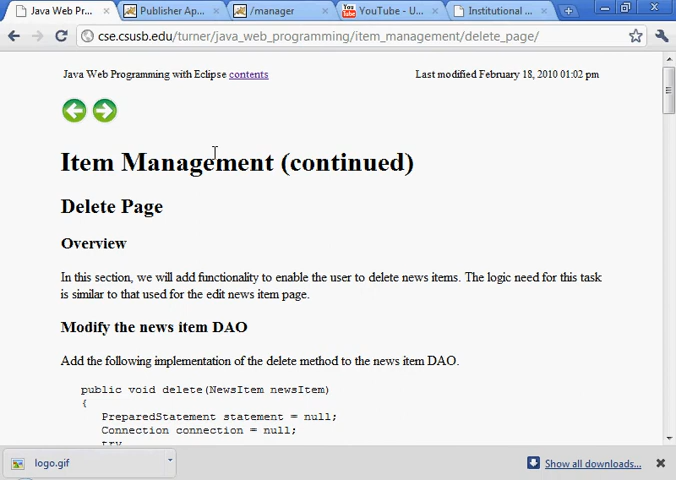 Java Web Pr...
Publisher Ap...
/manager
YouTube - U...
Institutional ...
cse.csusb.edu/turner/java_web_programming/item_management/delete_page/
Java Web Programming with Eclipse contents
Last modified February 18, 2010 01:02 pm
Item Management (continued)
Delete Page
Overview
In this section, we will add functionality to enable the user to delete news items. The logic need for this task
is similar to that used for the edit news item page.
Modify the news item DAO
Add the following implementation of the delete method to the news item DAO.
public void delete(NewsItem newsItem)
{
PreparedStatement statement = null;
Connection connection = null;
try
logo.gif
Show all downloads...